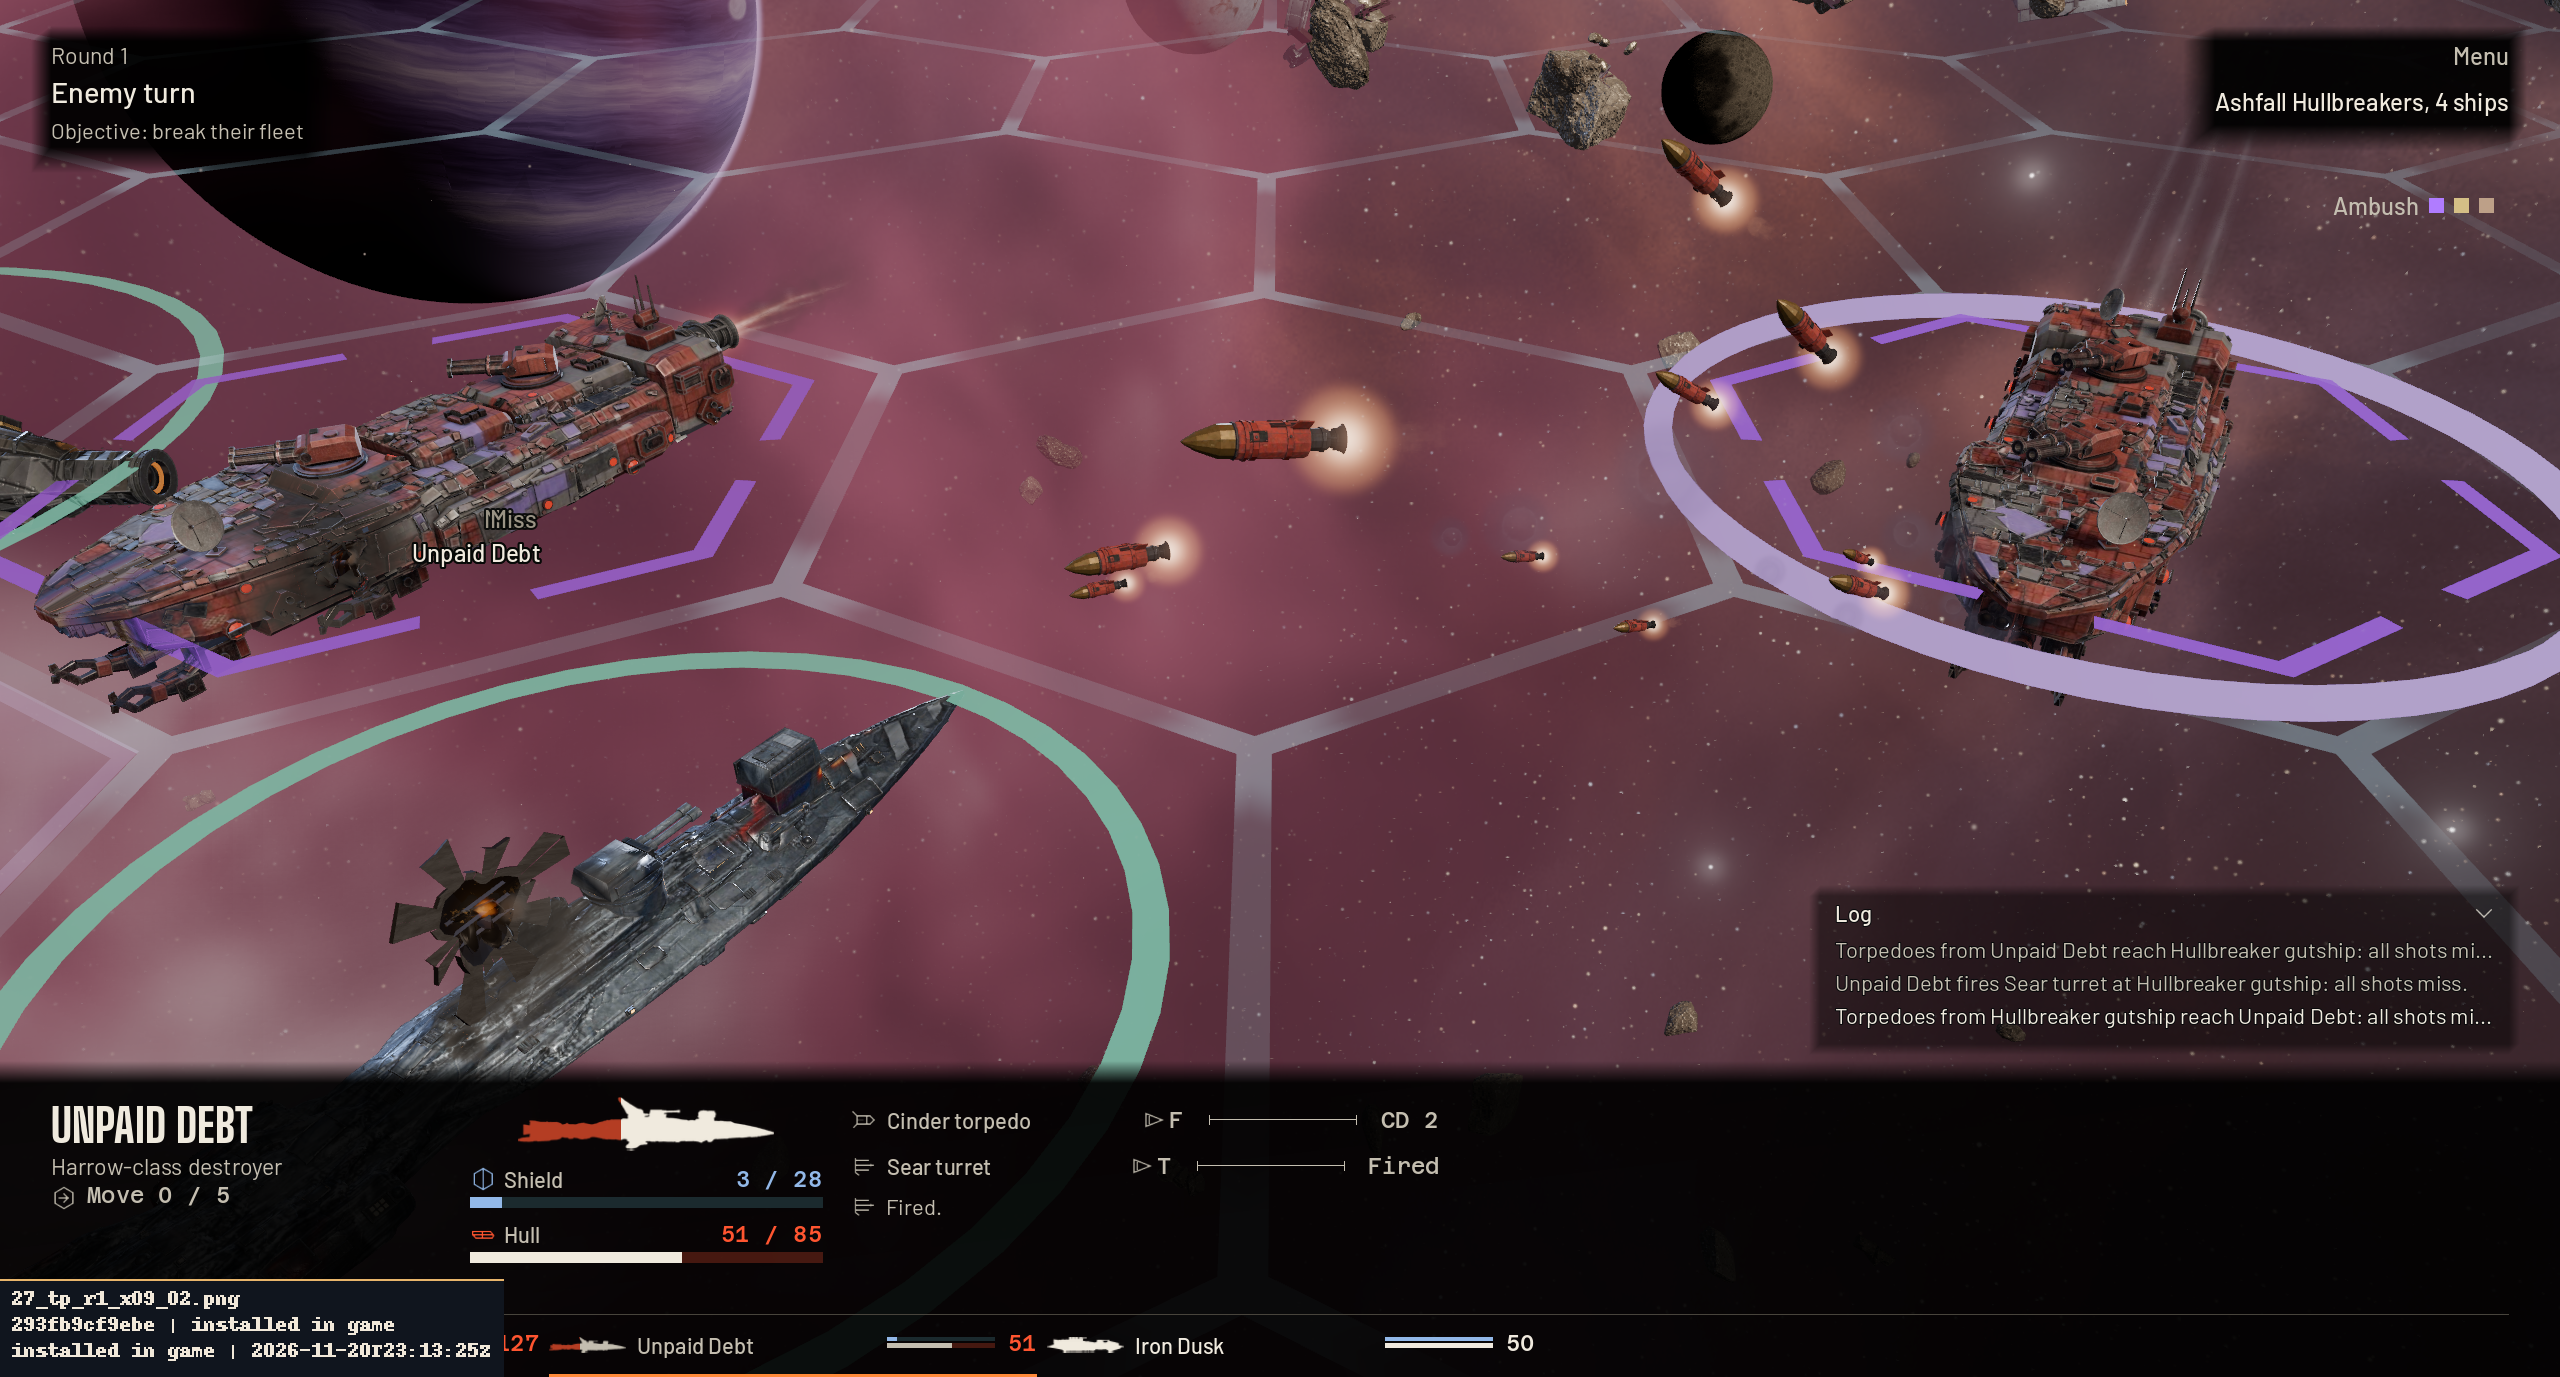 Round 1
Enemy turn
Objective: break their fleet
Menu
Ashfall Hullbreakers, 4 ships
Ambush
Miss
Unpaid Debt
Log
Torpedoes from Unpaid Debt reach Hullbreaker gutship: all shots mi...
Unpaid Debt fires Sear turret at Hullbreaker gutship: all shots miss.
Torpedoes from Hullbreaker gutship reach Unpaid Debt: all shots mi...
UNPAID DEBT
Harrow-class destroyer
Move 0 / 5
Shield 3 / 28
Hull 51 / 85
Cinder torpedo F CD 2
Sear turret T Fired
Fired.
27_tp_r1_x09_02.png
293fb9cf9ebe | installed in game
installed in game | 2026-11-20T23:13:25Z
127 Unpaid Debt 51 Iron Dusk 50